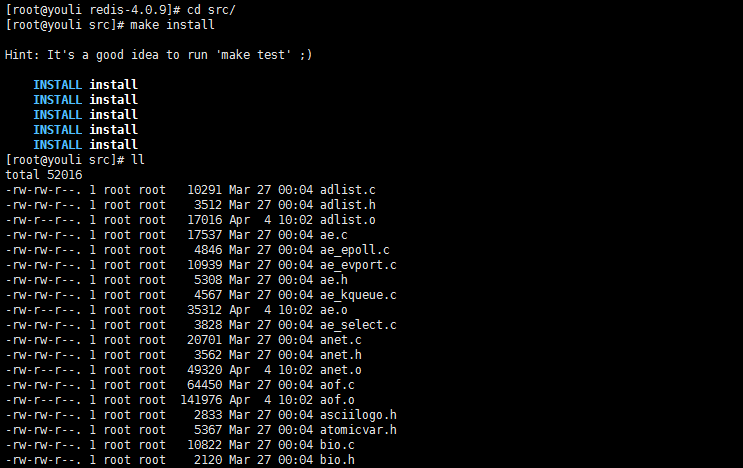 [root@youli redis-4.0.9]# cd src/
[root@youli src]# make install
Hint: It's a good idea to run 'make test' ;)
INSTALL install
INSTALL install
INSTALL install
INSTALL install
INSTALL install
[root@youli src]# ll
total 52016
-rw-rw-r--. 1 root root   10291 Mar 27 00:04 adlist.c
-rw-rw-r--. 1 root root    3512 Mar 27 00:04 adlist.h
-rw-r--r--. 1 root root   17016 Apr  4 10:02 adlist.o
-rw-rw-r--. 1 root root   17537 Mar 27 00:04 ae.c
-rw-rw-r--. 1 root root    4846 Mar 27 00:04 ae_epoll.c
-rw-rw-r--. 1 root root   10939 Mar 27 00:04 ae_evport.c
-rw-rw-r--. 1 root root    5308 Mar 27 00:04 ae.h
-rw-rw-r--. 1 root root    4567 Mar 27 00:04 ae_kqueue.c
-rw-r--r--. 1 root root   35312 Apr  4 10:02 ae.o
-rw-rw-r--. 1 root root    3828 Mar 27 00:04 ae_select.c
-rw-rw-r--. 1 root root   20701 Mar 27 00:04 anet.c
-rw-rw-r--. 1 root root    3562 Mar 27 00:04 anet.h
-rw-r--r--. 1 root root   49320 Apr  4 10:02 anet.o
-rw-rw-r--. 1 root root   64450 Mar 27 00:04 aof.c
-rw-r--r--. 1 root root  141976 Apr  4 10:02 aof.o
-rw-rw-r--. 1 root root    2833 Mar 27 00:04 asciilogo.h
-rw-rw-r--. 1 root root    5367 Mar 27 00:04 atomicvar.h
-rw-rw-r--. 1 root root   10822 Mar 27 00:04 bio.c
-rw-rw-r--. 1 root root    2120 Mar 27 00:04 bio.h